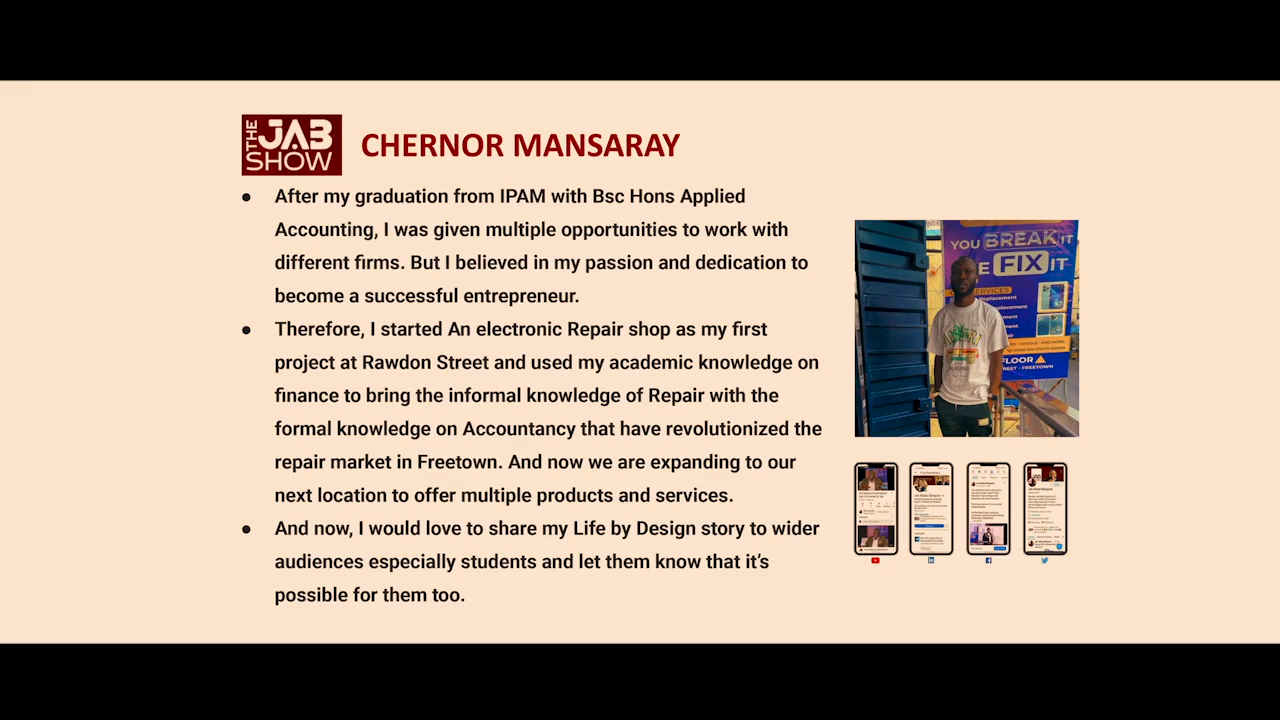 THE JAB SHOW
CHERNOR MANSARAY
● After my graduation from IPAM with Bsc Hons Applied
Accounting, I was given multiple opportunities to work with
different firms. But I believed in my passion and dedication to
become a successful entrepreneur.
● Therefore, I started An electronic Repair shop as my first
project at Rawdon Street and used my academic knowledge on
finance to bring the informal knowledge of Repair with the
formal knowledge on Accountancy that have revolutionized the
repair market in Freetown. And now we are expanding to our
next location to offer multiple products and services.
● And now, I would love to share my Life by Design story to wider
audiences especially students and let them know that it’s
possible for them too.
YOU BREAK IT
E FIX IT
FLOOR
STREET - FREETOWN